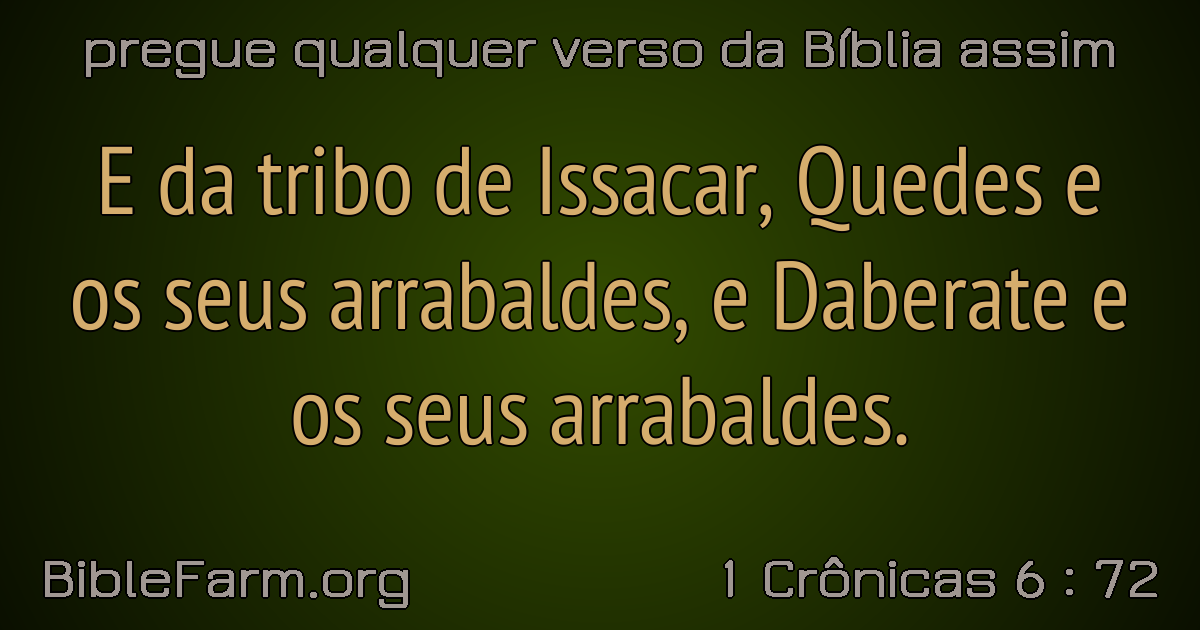 pregue qualquer verso da Bíblia assim
E da tribo de Issacar, Quedes e
os seus arrabaldes, e Daberate e
os seus arrabaldes.
BibleFarm.org
1 Crônicas 6 : 72